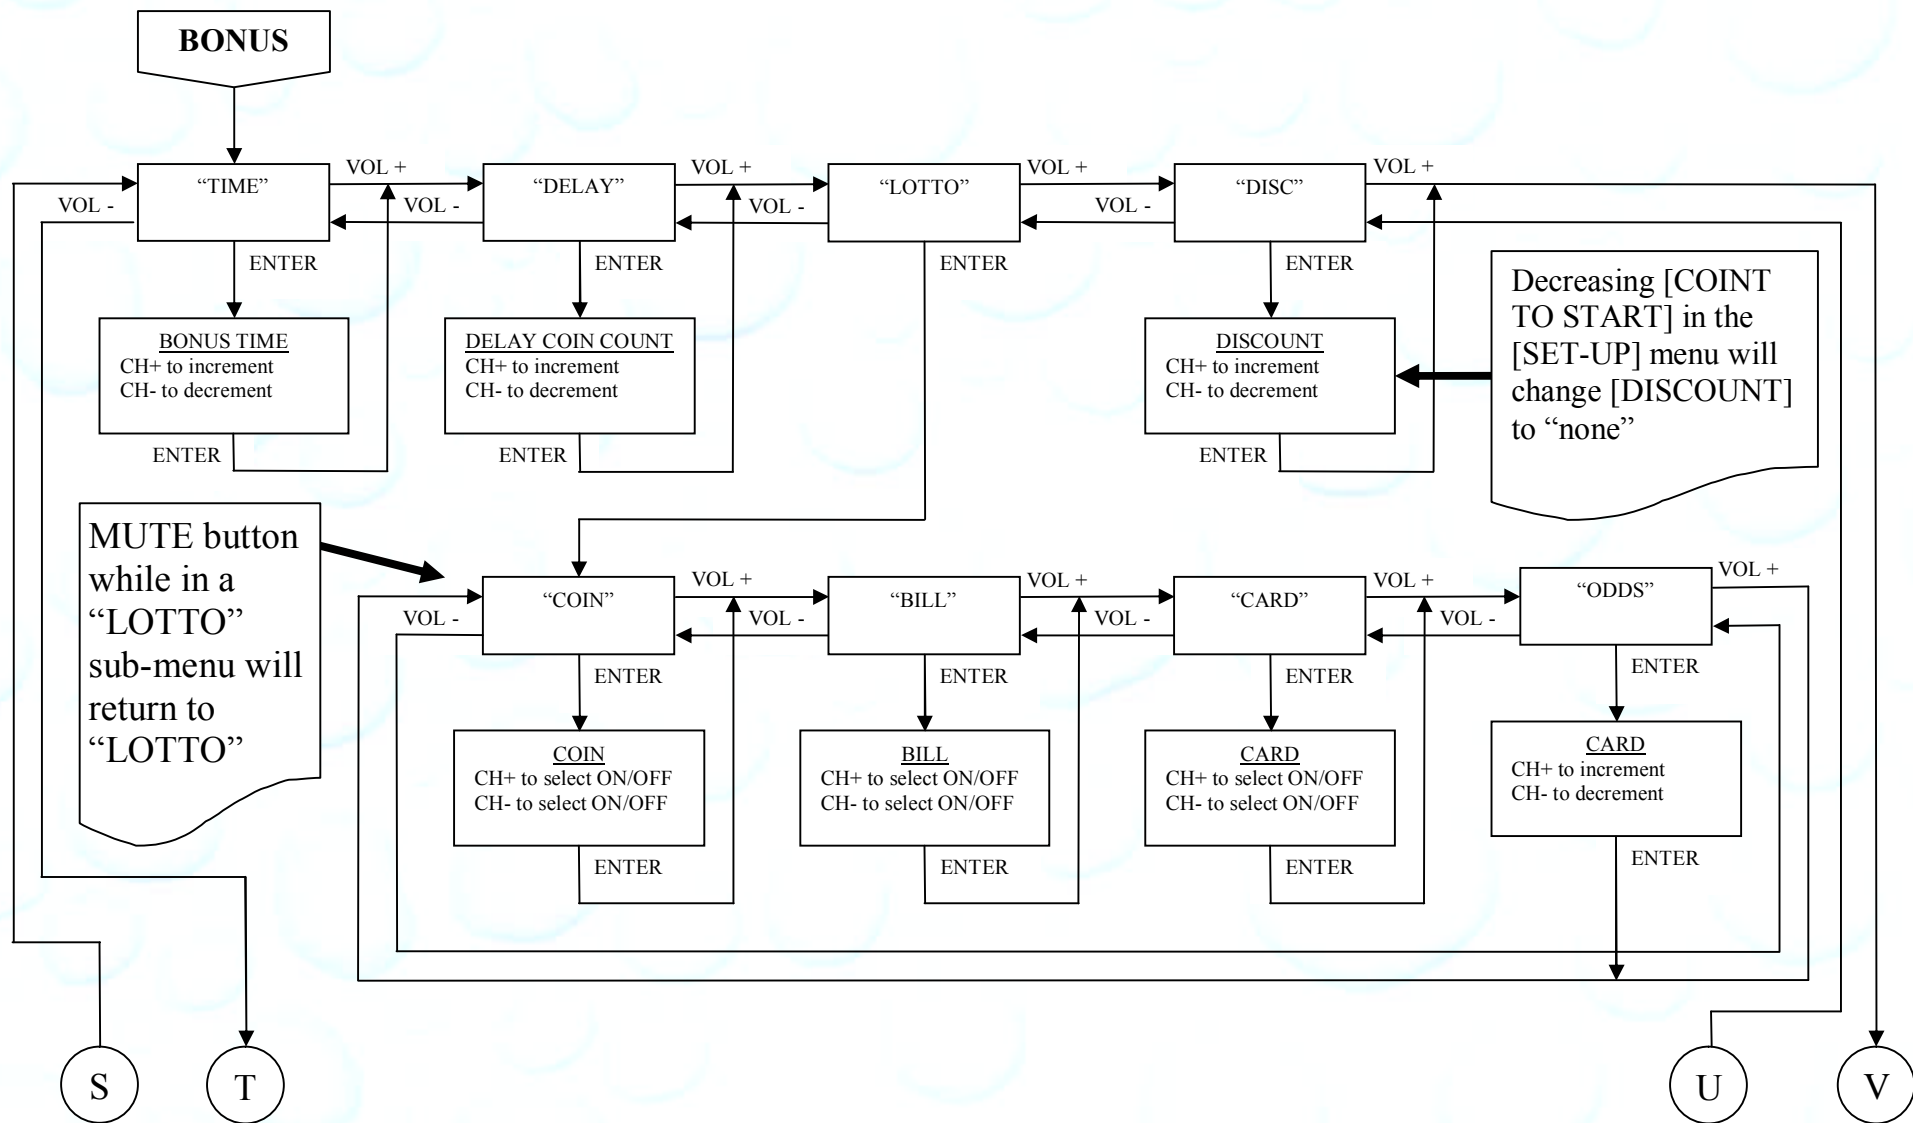 BONUS
VOL +
VOL +
VOL +
VOL +
“TIME”
“DELAY”
“LOTTO”
“DISC”
VOL -
VOL -
VOL -
VOL -
ENTER
ENTER
ENTER
ENTER
BONUS TIME
CH+ to increment
CH- to decrement
DELAY COIN COUNT
CH+ to increment
CH- to decrement
DISCOUNT
CH+ to increment
CH- to decrement
Decreasing [COINT
TO START] in the
[SET-UP] menu will
change [DISCOUNT]
to “none”
ENTER
ENTER
ENTER
MUTE button
while in a
“LOTTO”
sub-menu will
return to
“LOTTO”
VOL +
VOL +
VOL +
VOL +
“COIN”
“BILL”
“CARD”
“ODDS”
VOL -
VOL -
VOL -
VOL -
ENTER
ENTER
ENTER
ENTER
COIN
CH+ to select ON/OFF
CH- to select ON/OFF
BILL
CH+ to select ON/OFF
CH- to select ON/OFF
CARD
CH+ to select ON/OFF
CH- to select ON/OFF
CARD
CH+ to increment
CH- to decrement
ENTER
ENTER
ENTER
ENTER
S
T
U
V